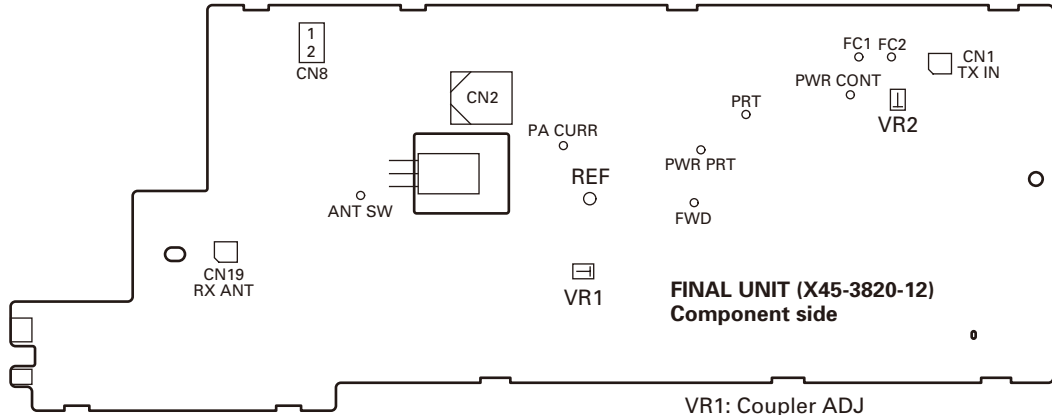 1
2
CN8
CN2
FC1 FC2
CN1
TX IN
PWR CONT
VR2
PRT
PA CURR
PWR PRT
REF
ANT SW
FWD
CN19
RX ANT
VR1
FINAL UNIT (X45-3820-12)
Component side
VR1: Coupler ADJ